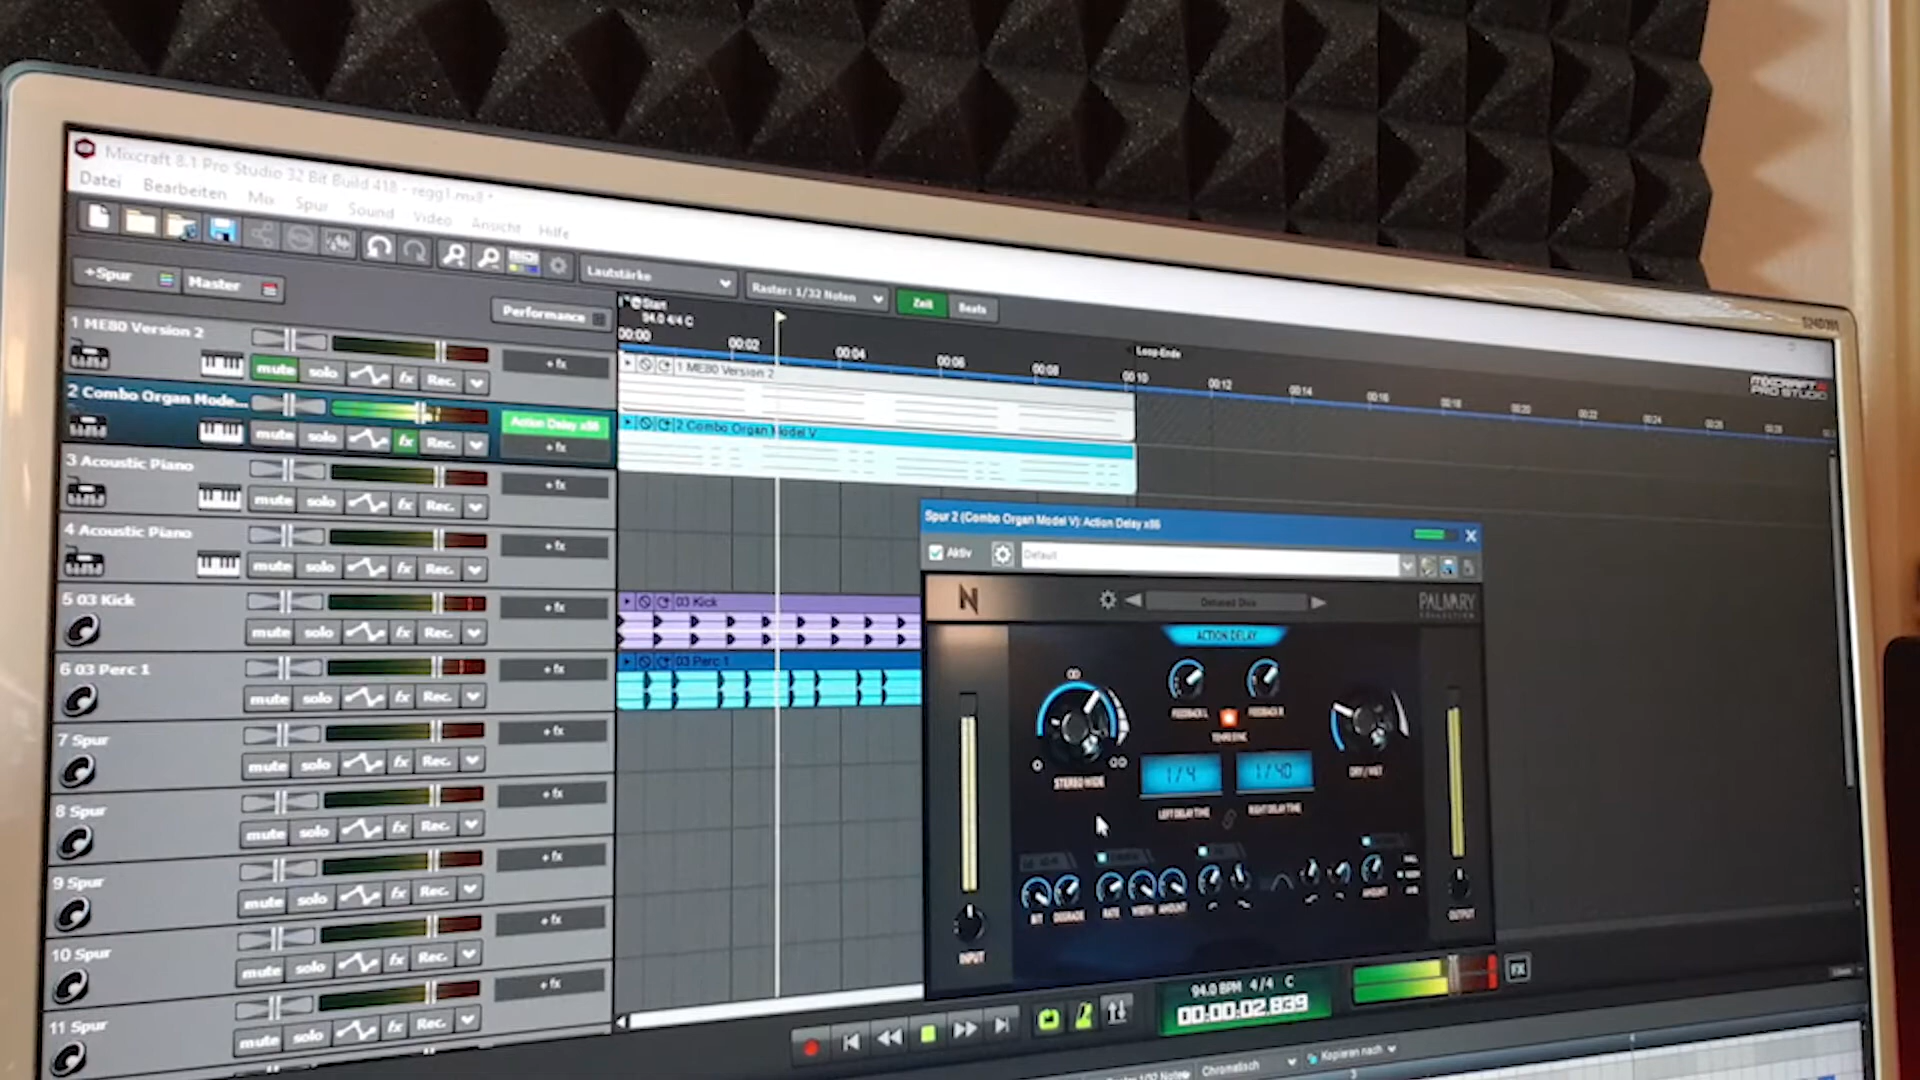 Mixcraft 8.1 Pro Studio 32 Bit Build 418 - regg1.mx8 *
Datei Bearbeiten Mix Spur Sound Video Ansicht Hilfe
Lautstärke
Raster: 1/32 Noten
Zeit
Beats
+Spur
Master
Performance
Start
94.0 4/4 C
00:00 00:02 00:04 00:06 00:08 00:10 00:12 00:14 00:16 00:18 00:20 00:22 00:24 00:26 00:28
Loop-Ende
MIXCRAFT 8
PRO STUDIO
1 ME80 Version 2
mute solo fx Rec.
+ fx
1 ME80 Version 2
2 Combo Organ Mode...
mute solo fx Rec.
Action Delay x86
+ fx
2 Combo Organ Model V
3 Acoustic Piano
mute solo fx Rec.
+ fx
4 Acoustic Piano
mute solo fx Rec.
+ fx
5 03 Kick
mute solo fx Rec.
+ fx
03 Kick
6 03 Perc 1
mute solo fx Rec.
+ fx
03 Perc 1
7 Spur
mute solo fx Rec.
+ fx
8 Spur
mute solo fx Rec.
+ fx
9 Spur
mute solo fx Rec.
+ fx
10 Spur
mute solo fx Rec.
+ fx
11 Spur
mute solo fx Rec.
Spur 2 (Combo Organ Model V): Action Delay x86
Aktiv
Default
N
PALMARY
COLLECTION
ACTION DELAY
FEEDBACK L
FEEDBACK R
TEMPO SYNC
STEREO WIDE
1/4
1/40
DRY/WET
LEFT DELAY TIME
RIGHT DELAY TIME
BIT DEGRADE RATE WIDTH AMOUNT
AMOUNT
INPUT
OUTPUT
94.0 BPM 4/4 C
00:00:02.839
FX
Chromatisch
Kopieren nach
3